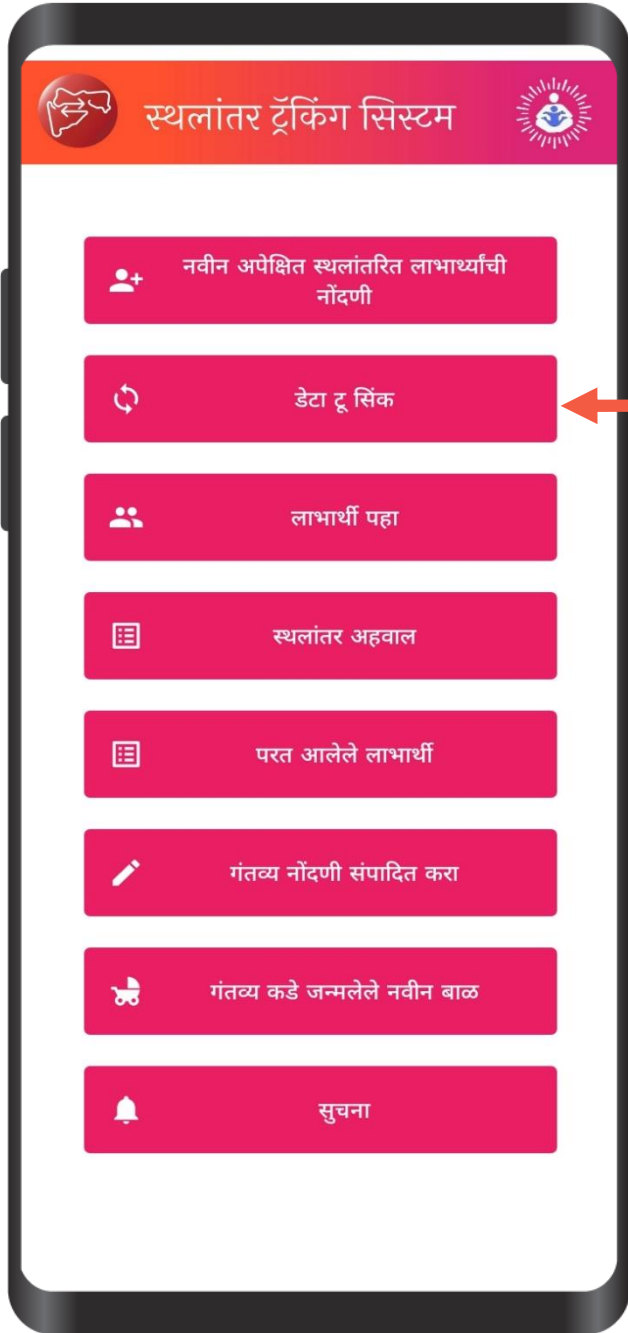 स्थलांतर ट्रॅकिंग सिस्टम
नवीन अपेक्षित स्थलांतरित लाभार्थ्यांची
नोंदणी
डेटा टू सिंक
लाभार्थी पहा
स्थलांतर अहवाल
परत आलेले लाभार्थी
गंतव्य नोंदणी संपादित करा
गंतव्य कडे जन्मलेले नवीन बाळ
सुचना